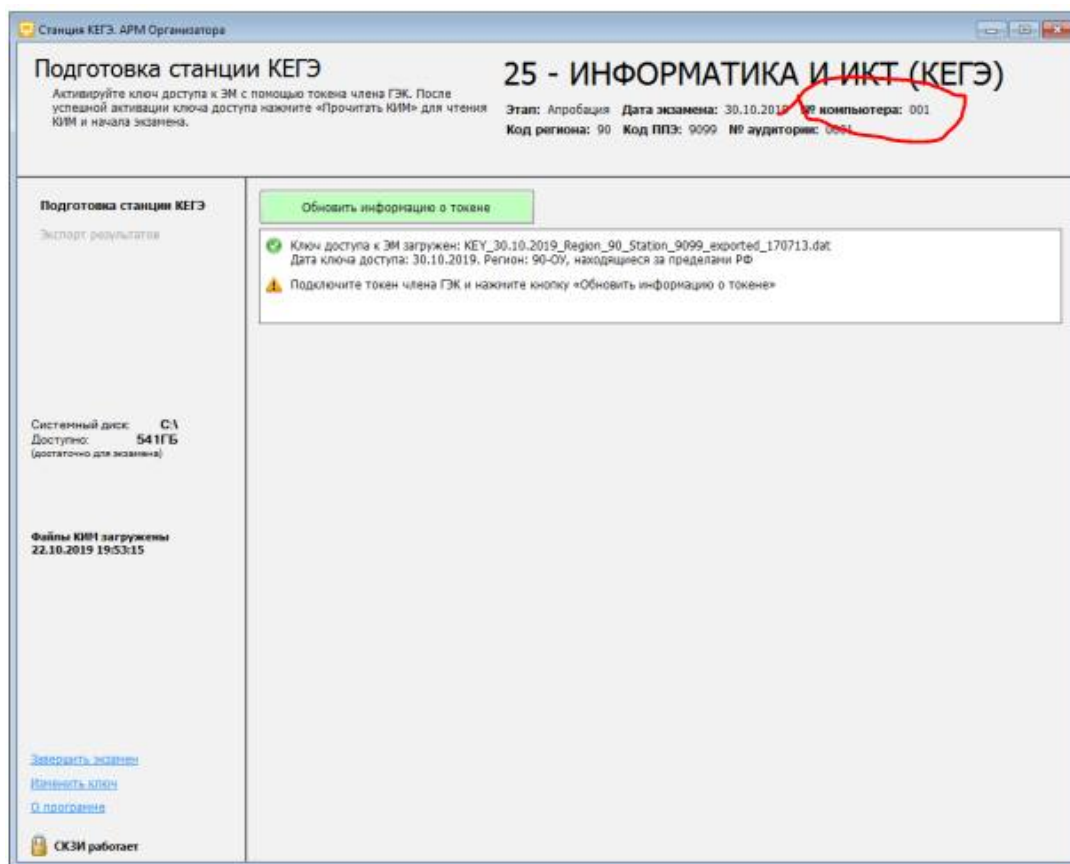 Станция КЕГЭ. АРМ Организатора
Подготовка станции КЕГЭ
Активируйте ключ доступа к ЭМ с помощью токена члена ГЭК. После
успешной активации ключа доступа нажмите «Прочитать КИМ» для чтения
КИМ и начала экзамена.
25 - ИНФОРМАТИКА И ИКТ (КЕГЭ)
Этап: Апробация Дата экзамена: 30.10.2019 № компьютера: 001
Код региона: 90 Код ППЭ: 9099 № аудитории: 0001
Подготовка станции КЕГЭ
Экспорт результатов
Обновить информацию о токене
Ключ доступа к ЭМ загружен: KEY_30.10.2019_Region_90_Station_9099_exported_170713.dat
Дата ключа доступа: 30.10.2019. Регион: 90-ОУ, находящиеся за пределами РФ
Подключите токен члена ГЭК и нажмите кнопку «Обновить информацию о токене»
Системный диск: C:\
Доступно: 541ГБ
(достаточно для экзамена)
Файлы КИМ загружены
22.10.2019 19:53:15
Завершить экзамен
Изменить ключ
О программе
СКЗИ работает